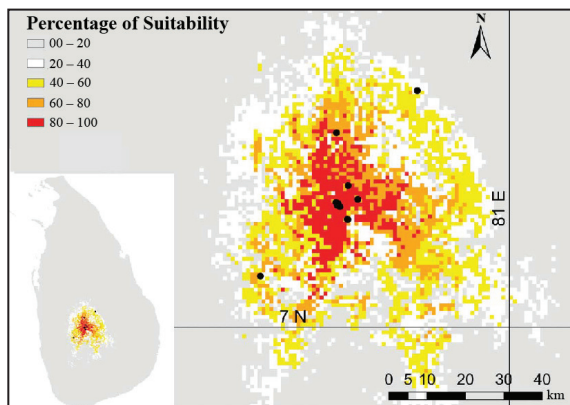 Percentage of Suitability
00 – 20
20 – 40
40 – 60
60 – 80
80 – 100
N
81 E
7 N
0 5 10 20 30 40
km